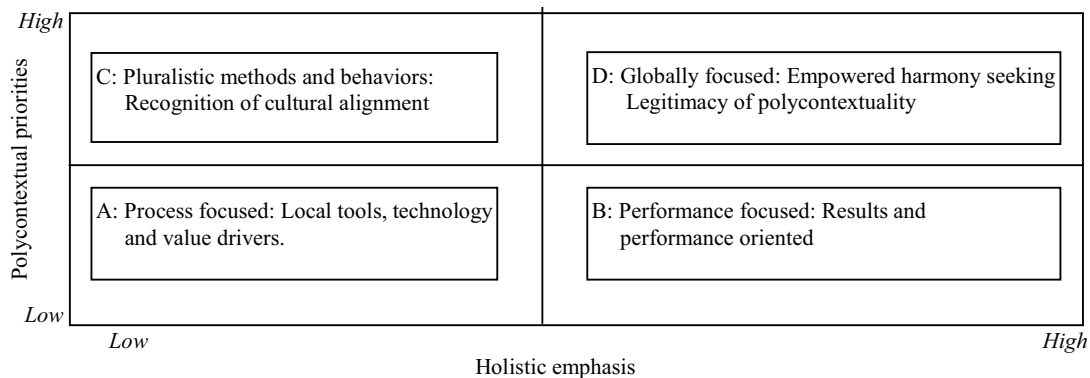 High
C: Pluralistic methods and behaviors:
Recognition of cultural alignment
D: Globally focused: Empowered harmony seeking
Legitimacy of polycontextuality
Polycontextual priorities
A: Process focused: Local tools, technology
and value drivers.
B: Performance focused: Results and
performance oriented
Low
Low
High
Holistic emphasis